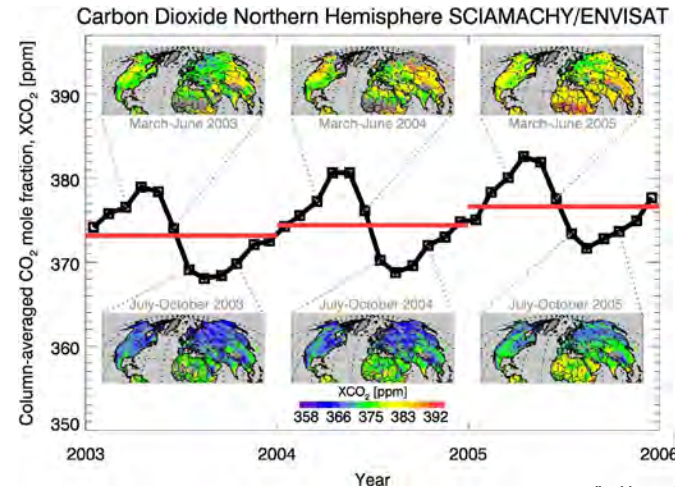 Carbon Dioxide Northern Hemisphere SCIAMACHY/ENVISAT
Column-averaged CO₂ mole fraction, XCO₂ [ppm]
390
380
370
360
350
March-June 2003
March-June 2004
March-June 2005
July-October 2003
July-October 2004
July-October 2005
XCO₂ [ppm]
358 366 375 383 392
2003
2004
2005
2006
Year